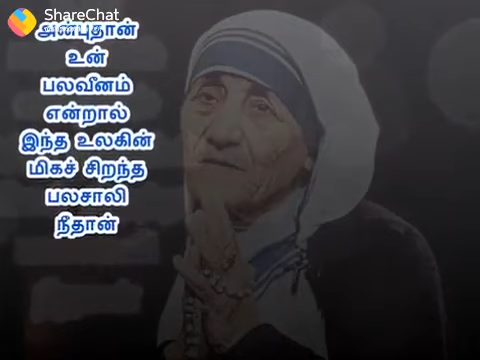 ShareChat
அன்புதான்
உன்
பலவீனம்
என்றால்
இந்த உலகின்
மிகச் சிறந்த
பலசாலி
நீதான்